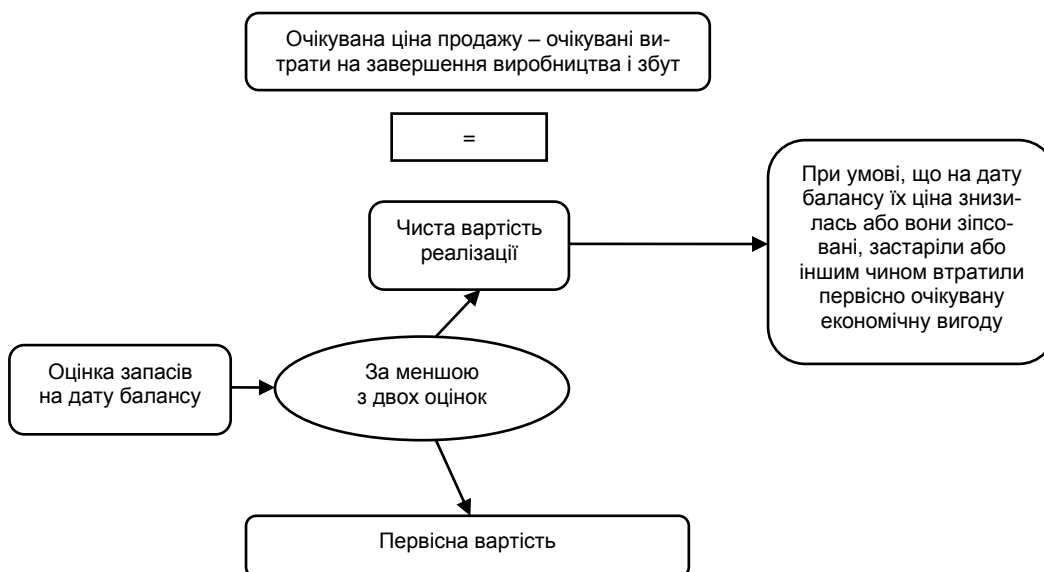 Очікувана ціна продажу – очікувані ви-
трати на завершення виробництва і збут
=
Чиста вартість
реалізації
При умові, що на дату
балансу їх ціна знизи-
лась або вони зіпсо-
вані, застаріли або
іншим чином втратили
первісно очікувану
економічну вигоду
Оцінка запасів
на дату балансу
За меншою
з двох оцінок
Первісна вартість